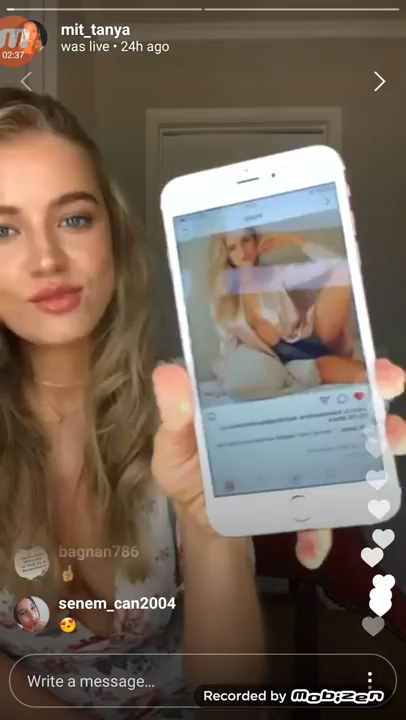 mit_tanya
was live • 24h ago
02:37
bagnan786
senem_can2004
Write a message...
Recorded by Mobizen